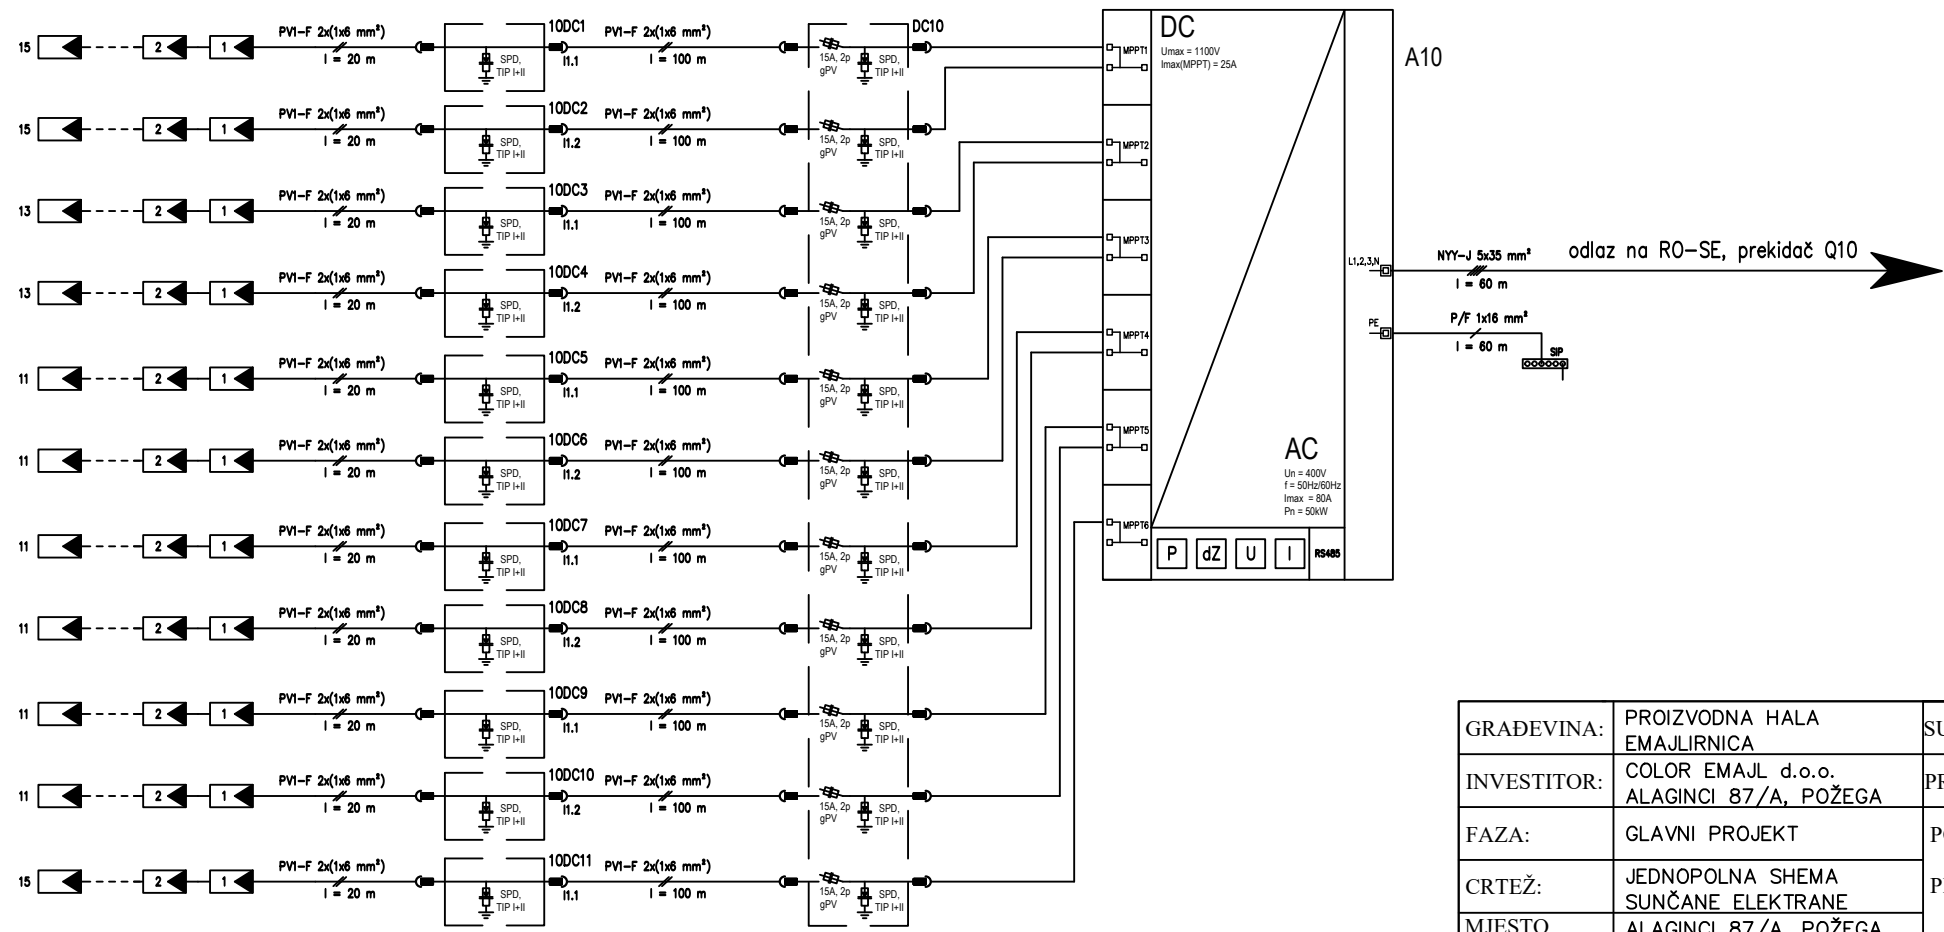 10DC1
DC10
15 2 1 PV1-F 2x(1x6 mm²) l = 20 m SPD, TIP I+II I1.1 PV1-F 2x(1x6 mm²) l = 100 m 15A, 2p gPV SPD, TIP I+II
10DC2
15 2 1 PV1-F 2x(1x6 mm²) l = 20 m SPD, TIP I+II I1.2 PV1-F 2x(1x6 mm²) l = 100 m 15A, 2p gPV SPD, TIP I+II
10DC3
13 2 1 PV1-F 2x(1x6 mm²) l = 20 m SPD, TIP I+II I1.1 PV1-F 2x(1x6 mm²) l = 100 m 15A, 2p gPV SPD, TIP I+II
10DC4
13 2 1 PV1-F 2x(1x6 mm²) l = 20 m SPD, TIP I+II I1.2 PV1-F 2x(1x6 mm²) l = 100 m 15A, 2p gPV SPD, TIP I+II
10DC5
11 2 1 PV1-F 2x(1x6 mm²) l = 20 m SPD, TIP I+II I1.1 PV1-F 2x(1x6 mm²) l = 100 m 15A, 2p gPV SPD, TIP I+II
10DC6
11 2 1 PV1-F 2x(1x6 mm²) l = 20 m SPD, TIP I+II I1.2 PV1-F 2x(1x6 mm²) l = 100 m 15A, 2p gPV SPD, TIP I+II
10DC7
11 2 1 PV1-F 2x(1x6 mm²) l = 20 m SPD, TIP I+II I1.1 PV1-F 2x(1x6 mm²) l = 100 m 15A, 2p gPV SPD, TIP I+II
10DC8
11 2 1 PV1-F 2x(1x6 mm²) l = 20 m SPD, TIP I+II I1.2 PV1-F 2x(1x6 mm²) l = 100 m 15A, 2p gPV SPD, TIP I+II
10DC9
11 2 1 PV1-F 2x(1x6 mm²) l = 20 m SPD, TIP I+II I1.1 PV1-F 2x(1x6 mm²) l = 100 m 15A, 2p gPV SPD, TIP I+II
10DC10
11 2 1 PV1-F 2x(1x6 mm²) l = 20 m SPD, TIP I+II I1.2 PV1-F 2x(1x6 mm²) l = 100 m 15A, 2p gPV SPD, TIP I+II
10DC11
15 2 1 PV1-F 2x(1x6 mm²) l = 20 m SPD, TIP I+II I1.1 PV1-F 2x(1x6 mm²) l = 100 m 15A, 2p gPV SPD, TIP I+II
DC
Umax = 1100V
Imax(MPPT) = 25A
A10
MPPT1
MPPT2
MPPT3
MPPT4
MPPT5
MPPT6
AC
Un = 400V
f = 50Hz/60Hz
Imax = 80A
Pn = 50kW
P dZ U I RS485
L1,2,3,N
NYY-J 5x35 mm²
l = 60 m
odlaz na RO-SE, prekidač Q10
PE
P/F 1x16 mm²
l = 60 m
SIP
GRAĐEVINA: PROIZVODNA HALA
EMAJLIRNICA
INVESTITOR: COLOR EMAJL d.o.o.
ALAGINCI 87/A, POŽEGA
FAZA: GLAVNI PROJEKT
CRTEŽ: JEDNOPOLNA SHEMA
SUNČANE ELEKTRANE
MJESTO ALAGINCI 87/A, POŽEGA